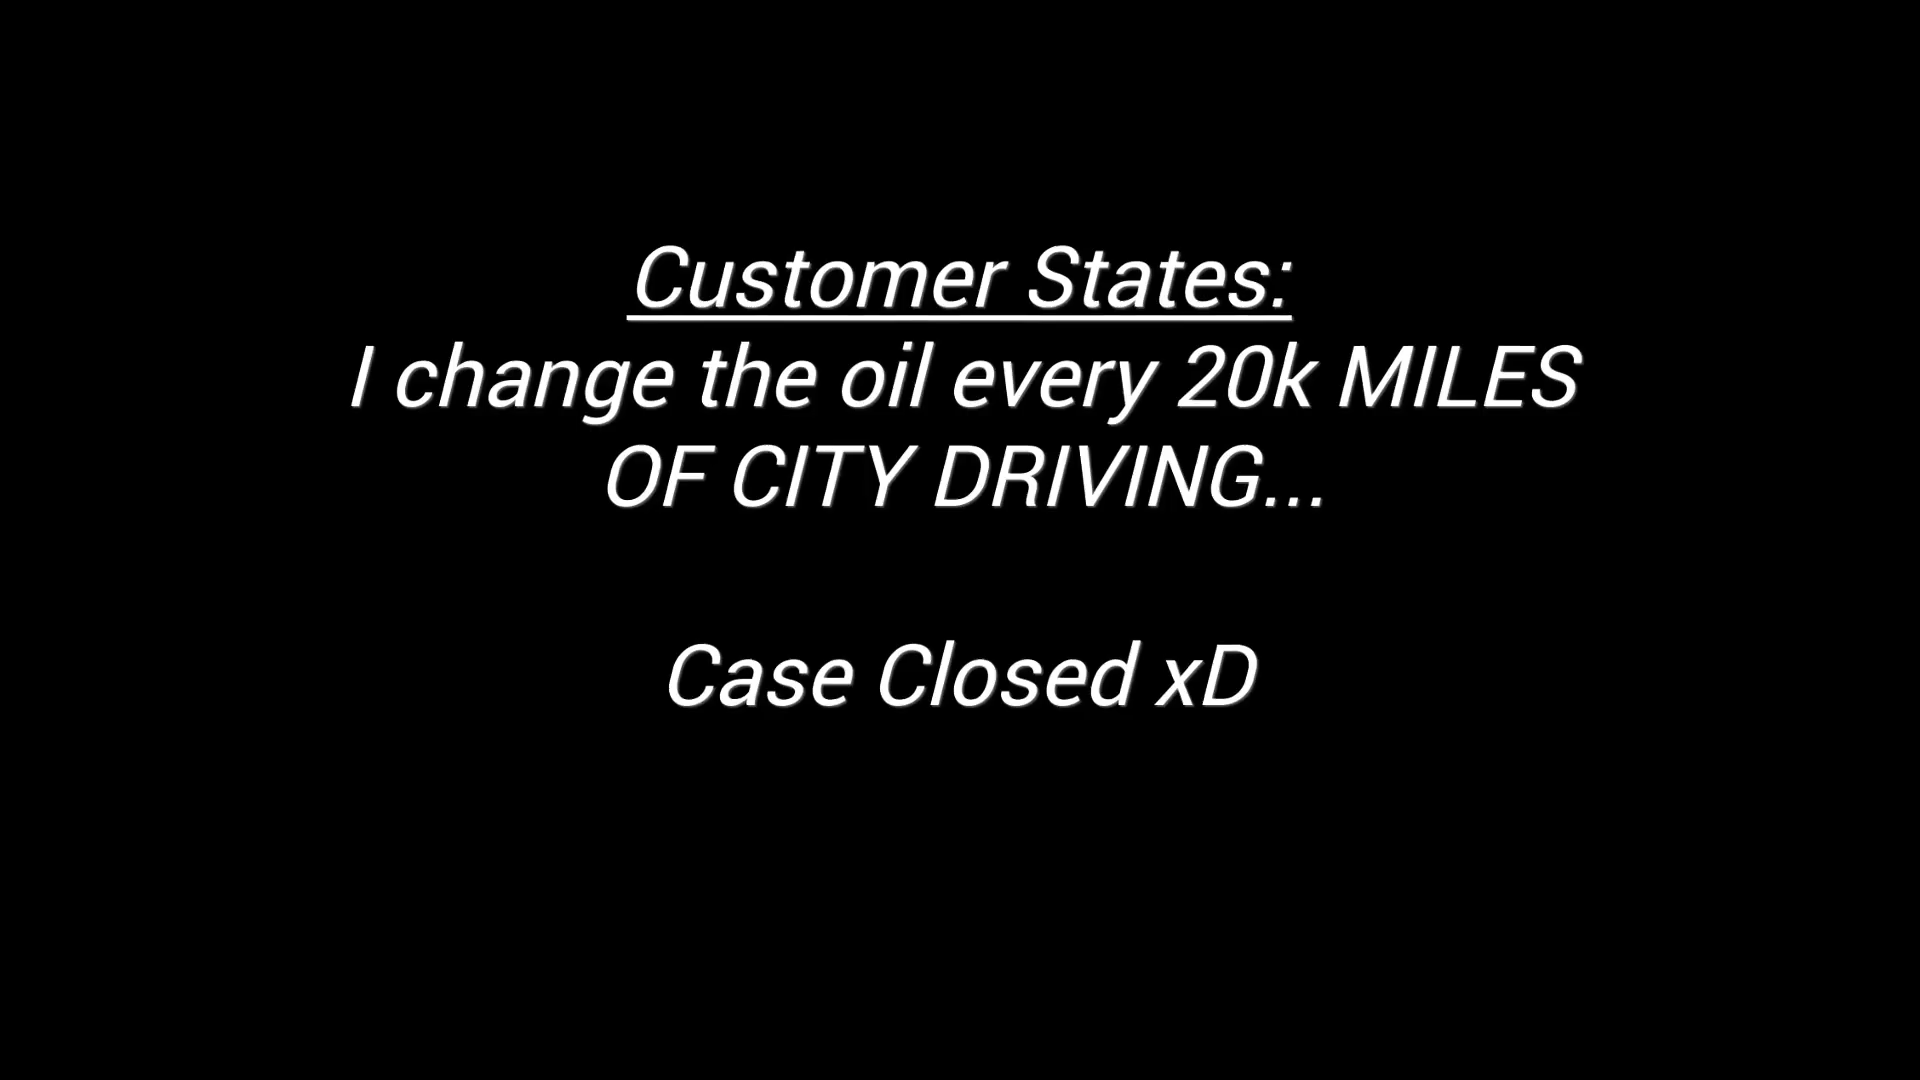 Customer States:
I change the oil every 20k MILES
OF CITY DRIVING...
Case Closed xD